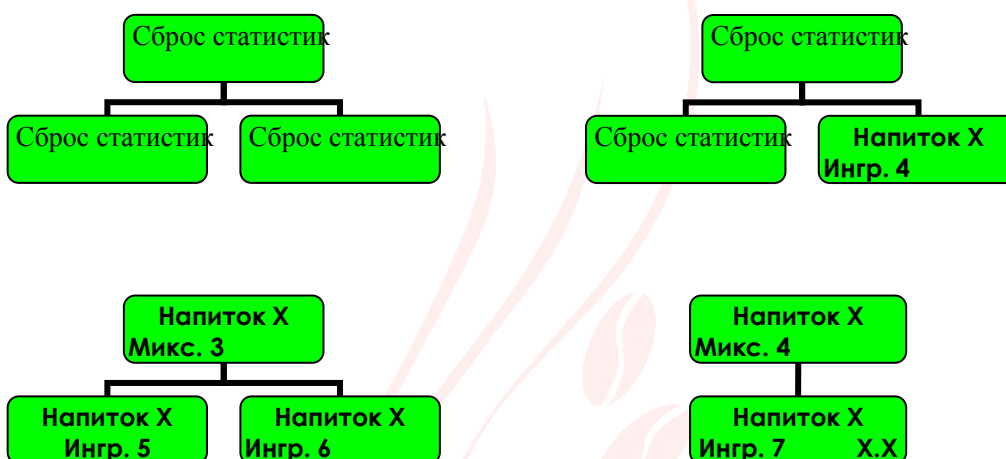 Сброс статистик
Сброс статистик
Сброс статистик
Сброс статистик
Сброс статистик
Напиток X
Ингр. 4
Напиток X
Микс. 3
Напиток X
Ингр. 5
Напиток X
Ингр. 6
Напиток X
Микс. 4
Напиток X
Ингр. 7 X.X